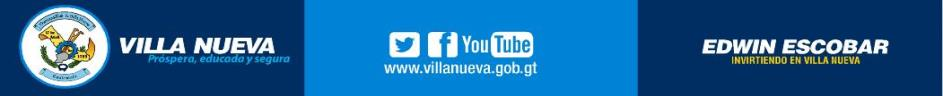 VILLA NUEVA
Próspera, educada y segura
You Tube
www.villanueva.gob.gt
EDWIN ESCOBAR
INVIRTIENDO EN VILLA NUEVA